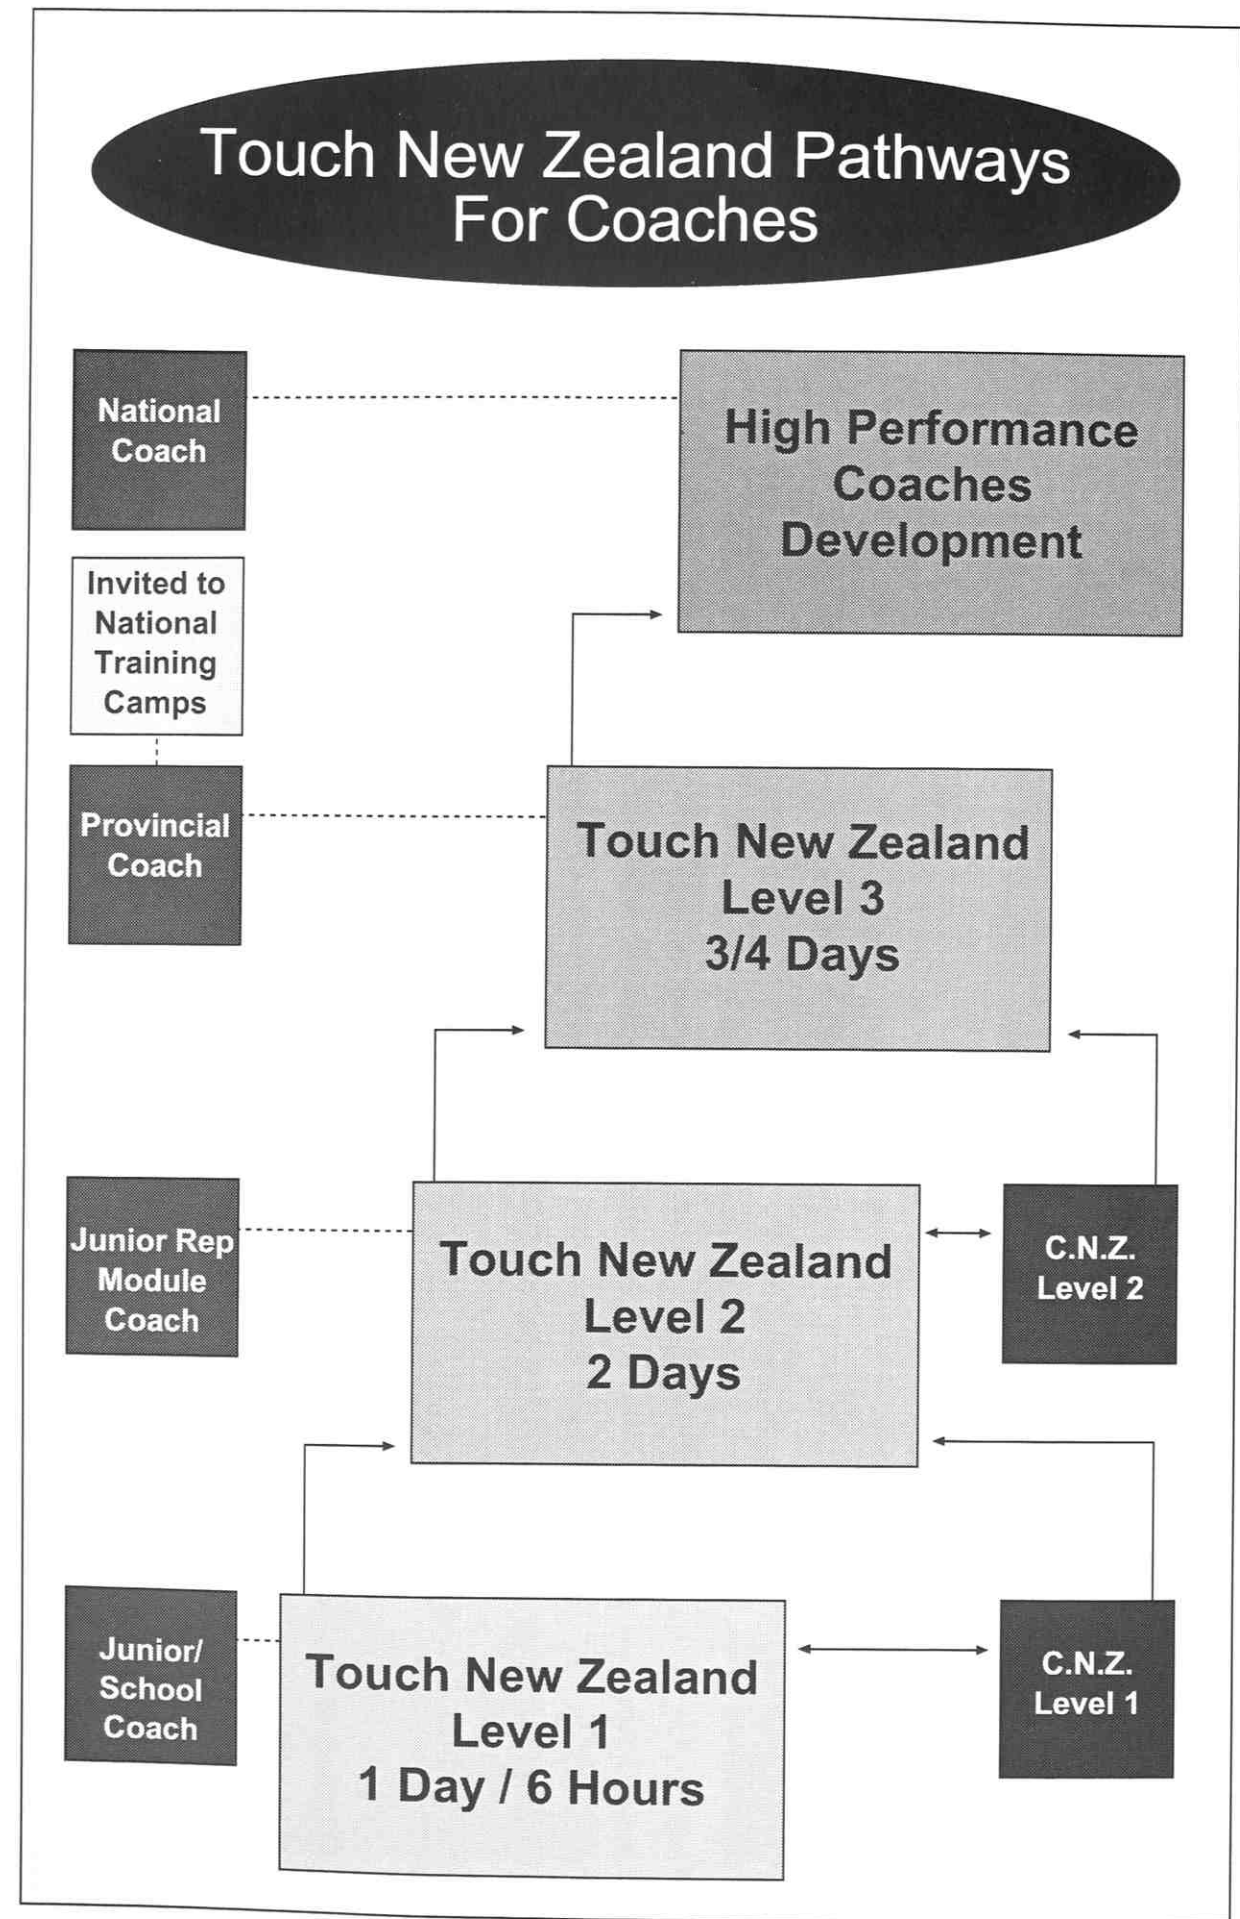 Touch New Zealand Pathways
For Coaches
National
Coach
High Performance
Coaches
Development
Invited to
National
Training
Camps
Provincial
Coach
Touch New Zealand
Level 3
3/4 Days
Junior Rep
Module
Coach
Touch New Zealand
Level 2
2 Days
C.N.Z.
Level 2
Junior/
School
Coach
Touch New Zealand
Level 1
1 Day / 6 Hours
C.N.Z.
Level 1